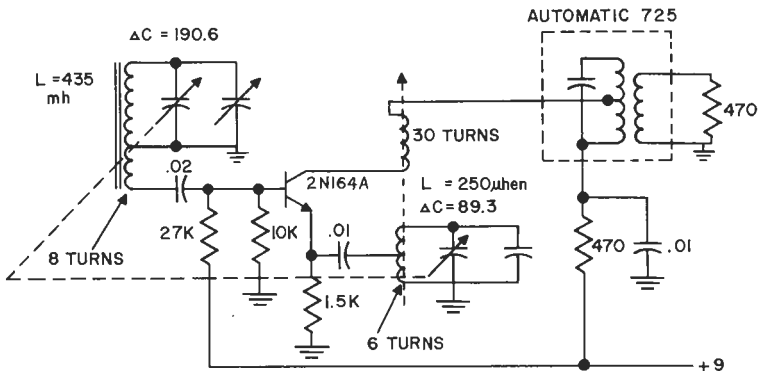 AUTOMATIC 725
ΔC = 190.6
L = 435
mh
470
30 TURNS
.02
2N164A
L = 250μhen
ΔC = 89.3
8 TURNS
27K
10K
.01
470
.01
1.5K
6 TURNS
+9